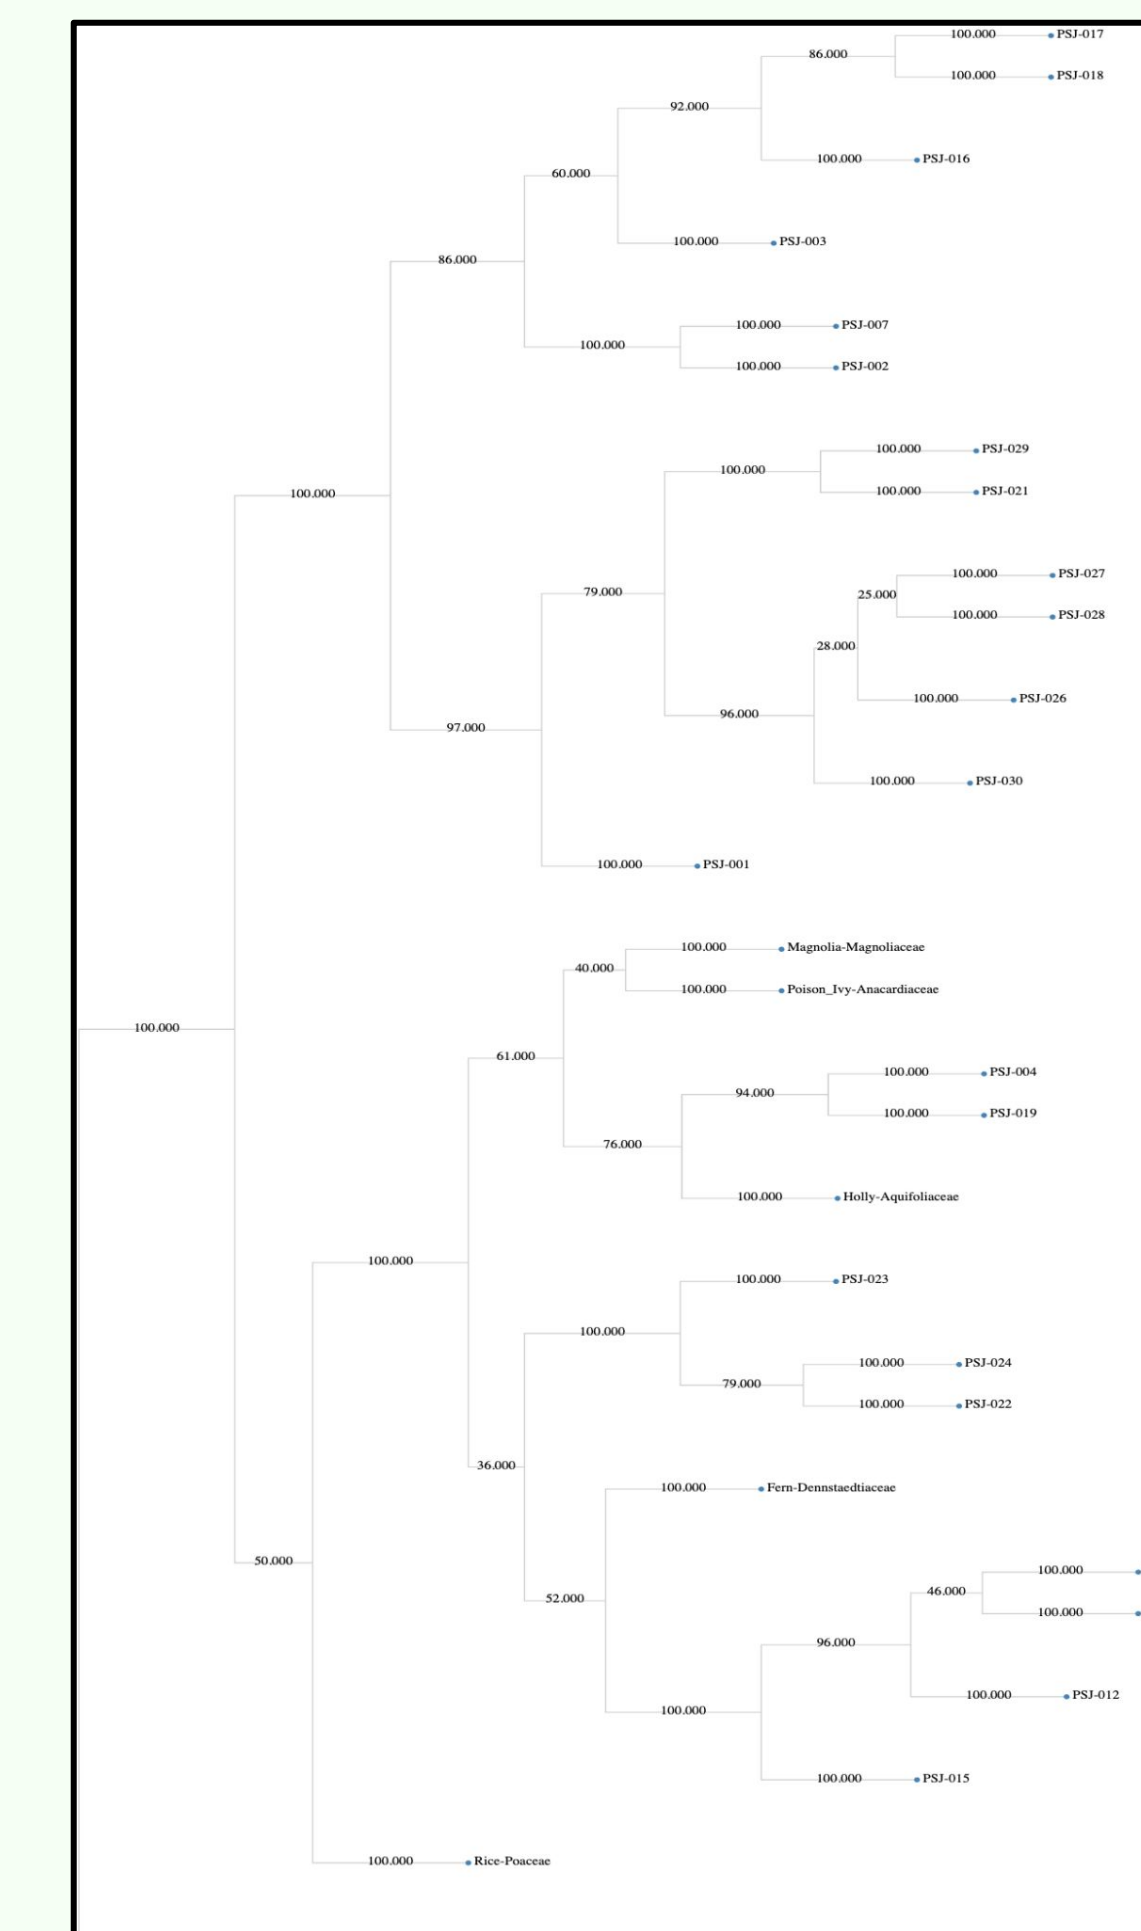 100.000 PSJ-017
86.000
100.000 PSJ-018
92.000
100.000 PSJ-016
60.000
100.000 PSJ-003
86.000
100.000 PSJ-007
100.000
100.000 PSJ-002
100.000 PSJ-029
100.000
100.000 PSJ-021
100.000
100.000 PSJ-027
79.000
25.000
100.000 PSJ-028
28.000
100.000 PSJ-026
96.000
97.000
100.000 PSJ-030
100.000 PSJ-001
100.000 Magnolia-Magnoliaceae
40.000
100.000 Poison_Ivy-Anacardiaceae
100.000
61.000
100.000 PSJ-004
94.000
100.000 PSJ-019
76.000
100.000 Holly-Aquifoliaceae
100.000
100.000 PSJ-023
100.000
100.000 PSJ-024
79.000
100.000 PSJ-022
36.000
100.000 Fern-Dennstaedtiaceae
50.000
100.000
46.000
52.000
100.000
96.000
100.000 PSJ-012
100.000
100.000 PSJ-015
100.000 Rice-Poaceae